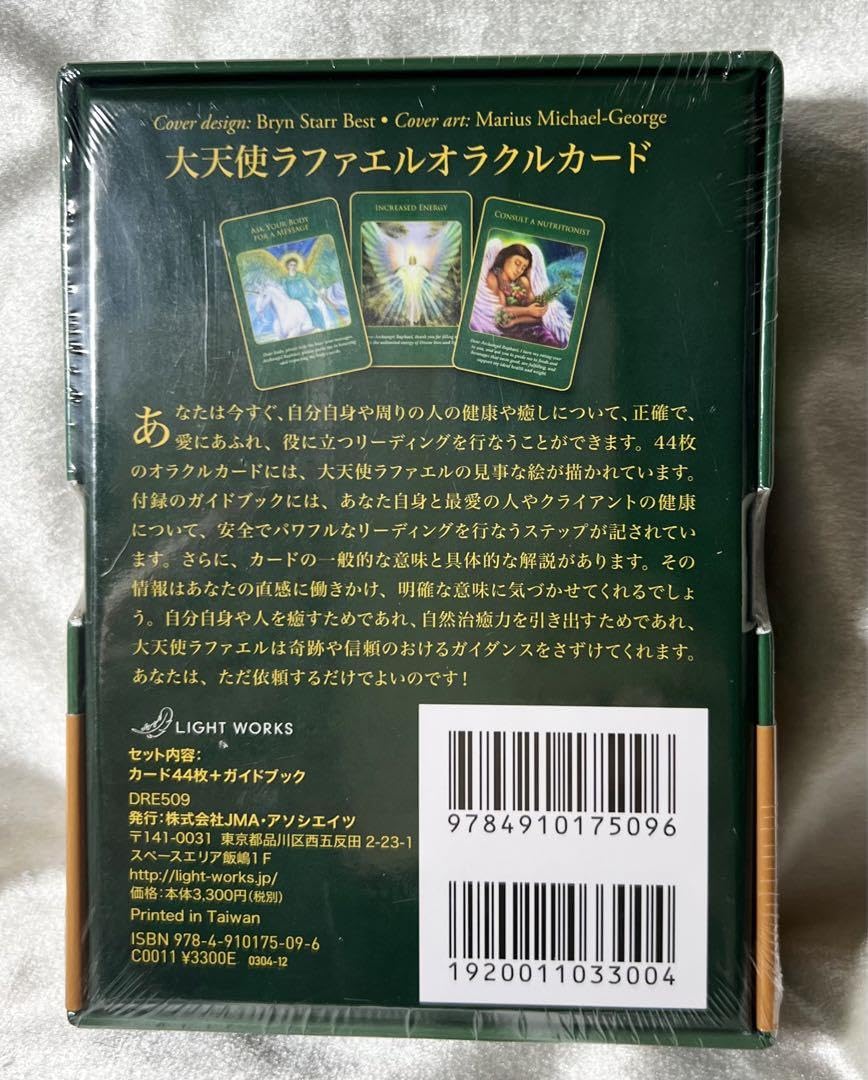 Cover design: Bryn Starr Best • Cover art: Marius Michael-George
大天使ラファエルオラクルカード
ASK YOUR BODY
FOR A MESSAGE
INCREASED ENERGY
CONSULT A NUTRITIONIST
あなたは今すぐ、自分自身や周りの人の健康や癒しについて、正確で、
愛にあふれ、役に立つリーディングを行なうことができます。44枚
のオラクルカードには、大天使ラファエルの見事な絵が描かれています。
付録のガイドブックには、あなた自身と最愛の人やクライアントの健康
について、安全でパワフルなリーディングを行なうステップが記されてい
ます。さらに、カードの一般的な意味と具体的な解説があります。その
情報はあなたの直感に働きかけ、明確な意味に気づかせてくれるでしょ
う。自分自身や人を癒すためであれ、自然治癒力を引き出すためであれ、
大天使ラファエルは奇跡や信頼のおけるガイダンスをさずけてくれます。
あなたは、ただ依頼するだけでよいのです！
LIGHT WORKS
セット内容：
カード44枚＋ガイドブック
DRE509
発行：株式会社JMA・アソシエイツ
〒141-0031 東京都品川区西五反田 2-23-1
スペースエリア飯嶋1F
http://light-works.jp/
価格：本体3,300円（税別）
Printed in Taiwan
ISBN 978-4-910175-09-6
C0011 ¥3300E 0304-12
9784910175096
1920011033004